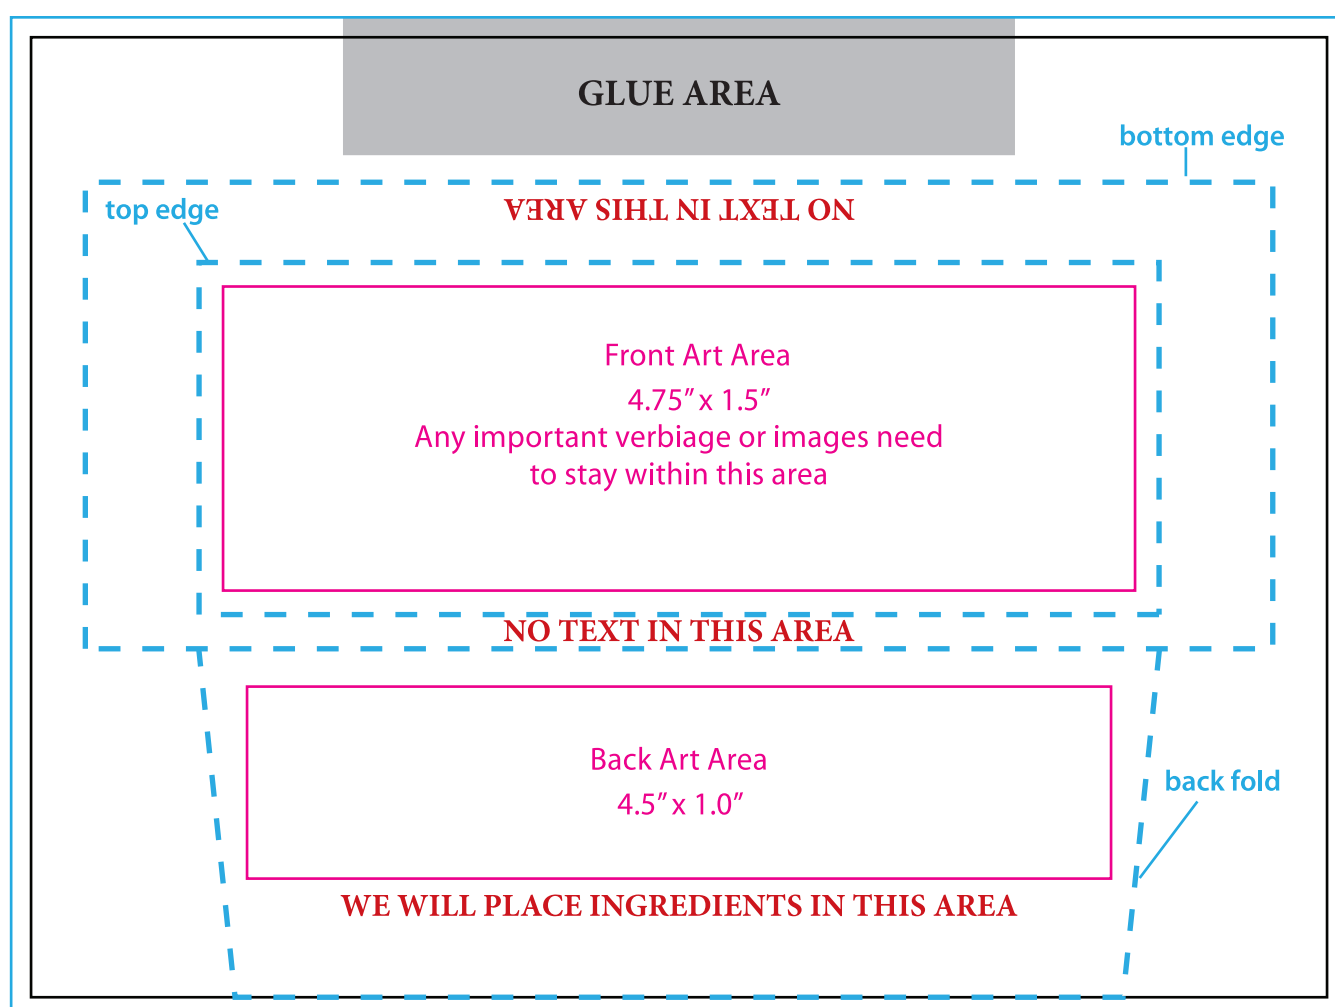 GLUE AREA
bottom edge
top edge
NO TEXT IN THIS AREA
Front Art Area
4.75” x 1.5”
Any important verbiage or images need
to stay within this area
NO TEXT IN THIS AREA
Back Art Area
4.5” x 1.0”
back fold
WE WILL PLACE INGREDIENTS IN THIS AREA